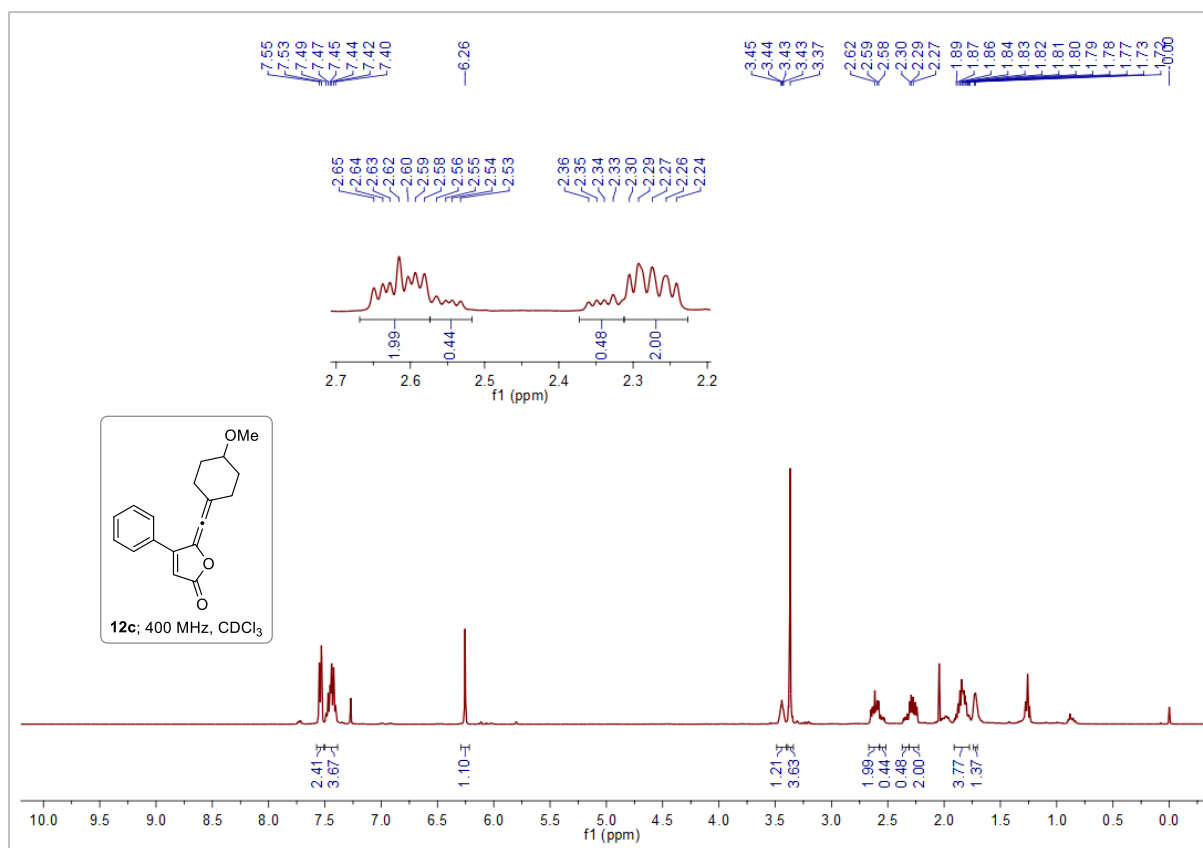 7.55 7.53 7.49 7.47 7.45 7.44 7.42 7.40 6.26 3.45 3.44 3.43 3.43 3.37 2.62 2.59 2.58 2.30 2.29 2.27 1.89 1.87 1.86 1.84 1.83 1.82 1.81 1.80 1.79 1.78 1.77 1.73 1.72 0.00
2.65 2.64 2.63 2.62 2.60 2.59 2.58 2.56 2.55 2.54 2.53 2.36 2.35 2.34 2.33 2.30 2.29 2.27 2.26 2.24
1.99 0.44 0.48 2.00
2.7 2.6 2.5 2.4 2.3 2.2
f1 (ppm)
OMe
O
O
12c; 400 MHz, CDCl₃
2.41 3.67 1.10 1.21 3.63 1.99 0.44 0.48 2.00 3.77 1.37
10.0 9.5 9.0 8.5 8.0 7.5 7.0 6.5 6.0 5.5 5.0 4.5 4.0 3.5 3.0 2.5 2.0 1.5 1.0 0.5 0.0
f1 (ppm)